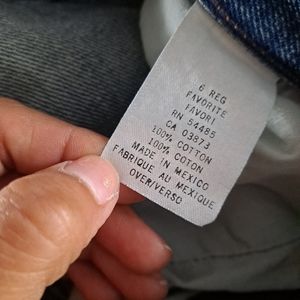 6 REG
FAVORITE
FAVORI
RN 54485
CA 03873
100% COTTON
100% COTON
MADE IN MEXICO
FABRIQUE AU MEXIQUE
OVER/VERSO